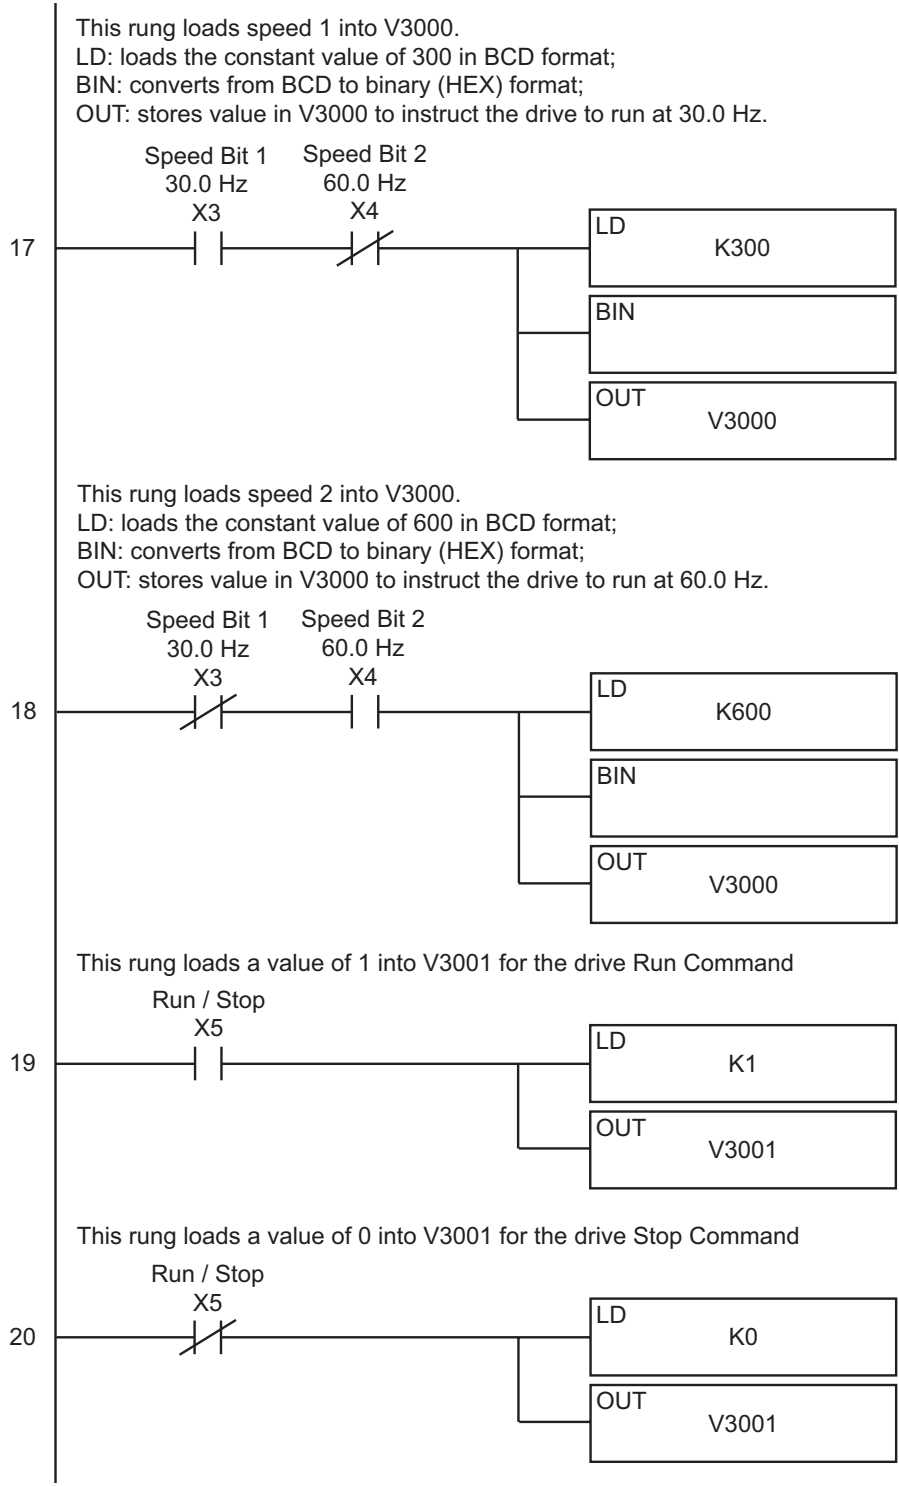 This rung loads speed 1 into V3000.
LD: loads the constant value of 300 in BCD format;
BIN: converts from BCD to binary (HEX) format;
OUT: stores value in V3000 to instruct the drive to run at 30.0 Hz.
Speed Bit 1 Speed Bit 2
30.0 Hz 60.0 Hz
X3 X4
LD
17 K300
BIN
OUT
V3000
This rung loads speed 2 into V3000.
LD: loads the constant value of 600 in BCD format;
BIN: converts from BCD to binary (HEX) format;
OUT: stores value in V3000 to instruct the drive to run at 60.0 Hz.
Speed Bit 1 Speed Bit 2
30.0 Hz 60.0 Hz
X3 X4
LD
18 K600
BIN
OUT
V3000
This rung loads a value of 1 into V3001 for the drive Run Command
Run / Stop
X5
LD
19 K1
OUT
V3001
This rung loads a value of 0 into V3001 for the drive Stop Command
Run / Stop
X5
LD
20 K0
OUT
V3001